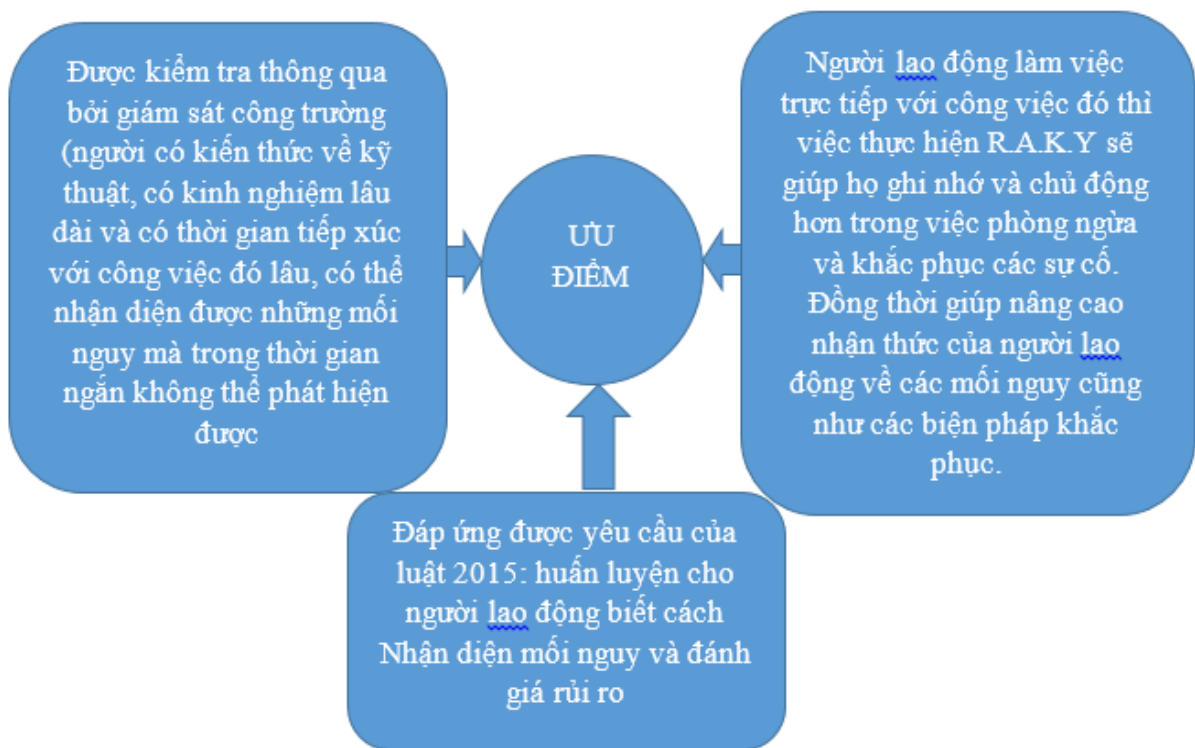 Được kiểm tra thông qua
bởi giám sát công trường
(người có kiến thức về kỹ
thuật, có kinh nghiệm lâu
dài và có thời gian tiếp xúc
với công việc đó lâu, có thể
nhận diện được những mối
nguy mà trong thời gian
ngắn không thể phát hiện
được
ƯU
ĐIỂM
Người lao động làm việc
trực tiếp với công việc đó thì
việc thực hiện R.A.K.Y sẽ
giúp họ ghi nhớ và chủ động
hơn trong việc phòng ngừa
và khắc phục các sự cố.
Đồng thời giúp nâng cao
nhận thức của người lao
động về các mối nguy cũng
như các biện pháp khắc
phục.
Đáp ứng được yêu cầu của
luật 2015: huấn luyện cho
người lao động biết cách
Nhận diện mối nguy và đánh
giá rủi ro